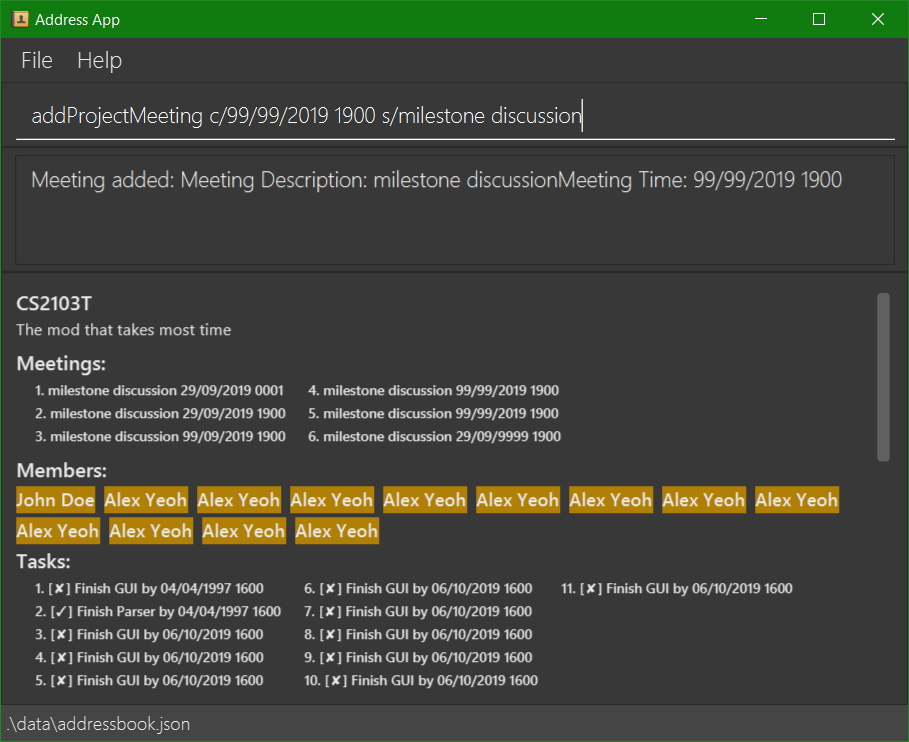 Address App
File Help
addProjectMeeting c/99/99/2019 1900 s/milestone discussion
Meeting added: Meeting Description: milestone discussionMeeting Time: 99/99/2019 1900
CS2103T
The mod that takes most time
Meetings:
1. milestone discussion 29/09/2019 0001
2. milestone discussion 29/09/2019 1900
3. milestone discussion 99/09/2019 1900
4. milestone discussion 99/99/2019 1900
5. milestone discussion 99/99/2019 1900
6. milestone discussion 29/09/9999 1900
Members:
John Doe Alex Yeoh Alex Yeoh Alex Yeoh Alex Yeoh Alex Yeoh Alex Yeoh Alex Yeoh Alex Yeoh
Alex Yeoh Alex Yeoh Alex Yeoh Alex Yeoh
Tasks:
1. [✘] Finish GUI by 04/04/1997 1600
2. [✓] Finish Parser by 04/04/1997 1600
3. [✘] Finish GUI by 06/10/2019 1600
4. [✘] Finish GUI by 06/10/2019 1600
5. [✘] Finish GUI by 06/10/2019 1600
6. [✘] Finish GUI by 06/10/2019 1600
7. [✘] Finish GUI by 06/10/2019 1600
8. [✘] Finish GUI by 06/10/2019 1600
9. [✘] Finish GUI by 06/10/2019 1600
10. [✘] Finish GUI by 06/10/2019 1600
11. [✘] Finish GUI by 06/10/2019 1600
.\data\addressbook.json